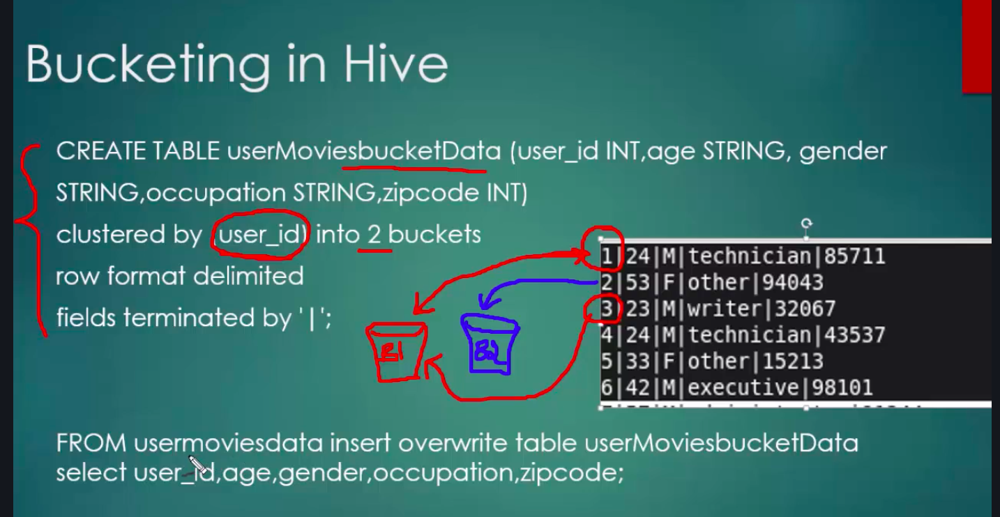 Bucketing in Hive
CREATE TABLE userMoviesbucketData (user_id INT,age STRING, gender
STRING,occupation STRING,zipcode INT)
clustered by (user_id) into 2 buckets
row format delimited
fields terminated by '|';
1|24|M|technician|85711
2|53|F|other|94043
3|23|M|writer|32067
4|24|M|technician|43537
5|33|F|other|15213
6|42|M|executive|98101
B1
B2
FROM usermoviesdata insert overwrite table userMoviesbucketData
select user_id,age,gender,occupation,zipcode;